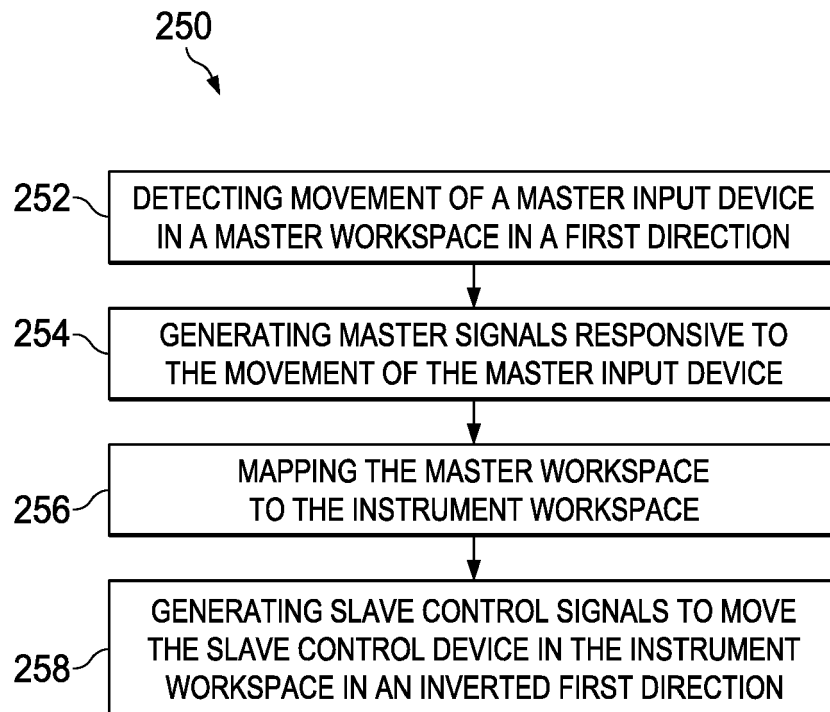 250
252
DETECTING MOVEMENT OF A MASTER INPUT DEVICE
IN A MASTER WORKSPACE IN A FIRST DIRECTION
254
GENERATING MASTER SIGNALS RESPONSIVE TO
THE MOVEMENT OF THE MASTER INPUT DEVICE
256
MAPPING THE MASTER WORKSPACE
TO THE INSTRUMENT WORKSPACE
258
GENERATING SLAVE CONTROL SIGNALS TO MOVE
THE SLAVE CONTROL DEVICE IN THE INSTRUMENT
WORKSPACE IN AN INVERTED FIRST DIRECTION